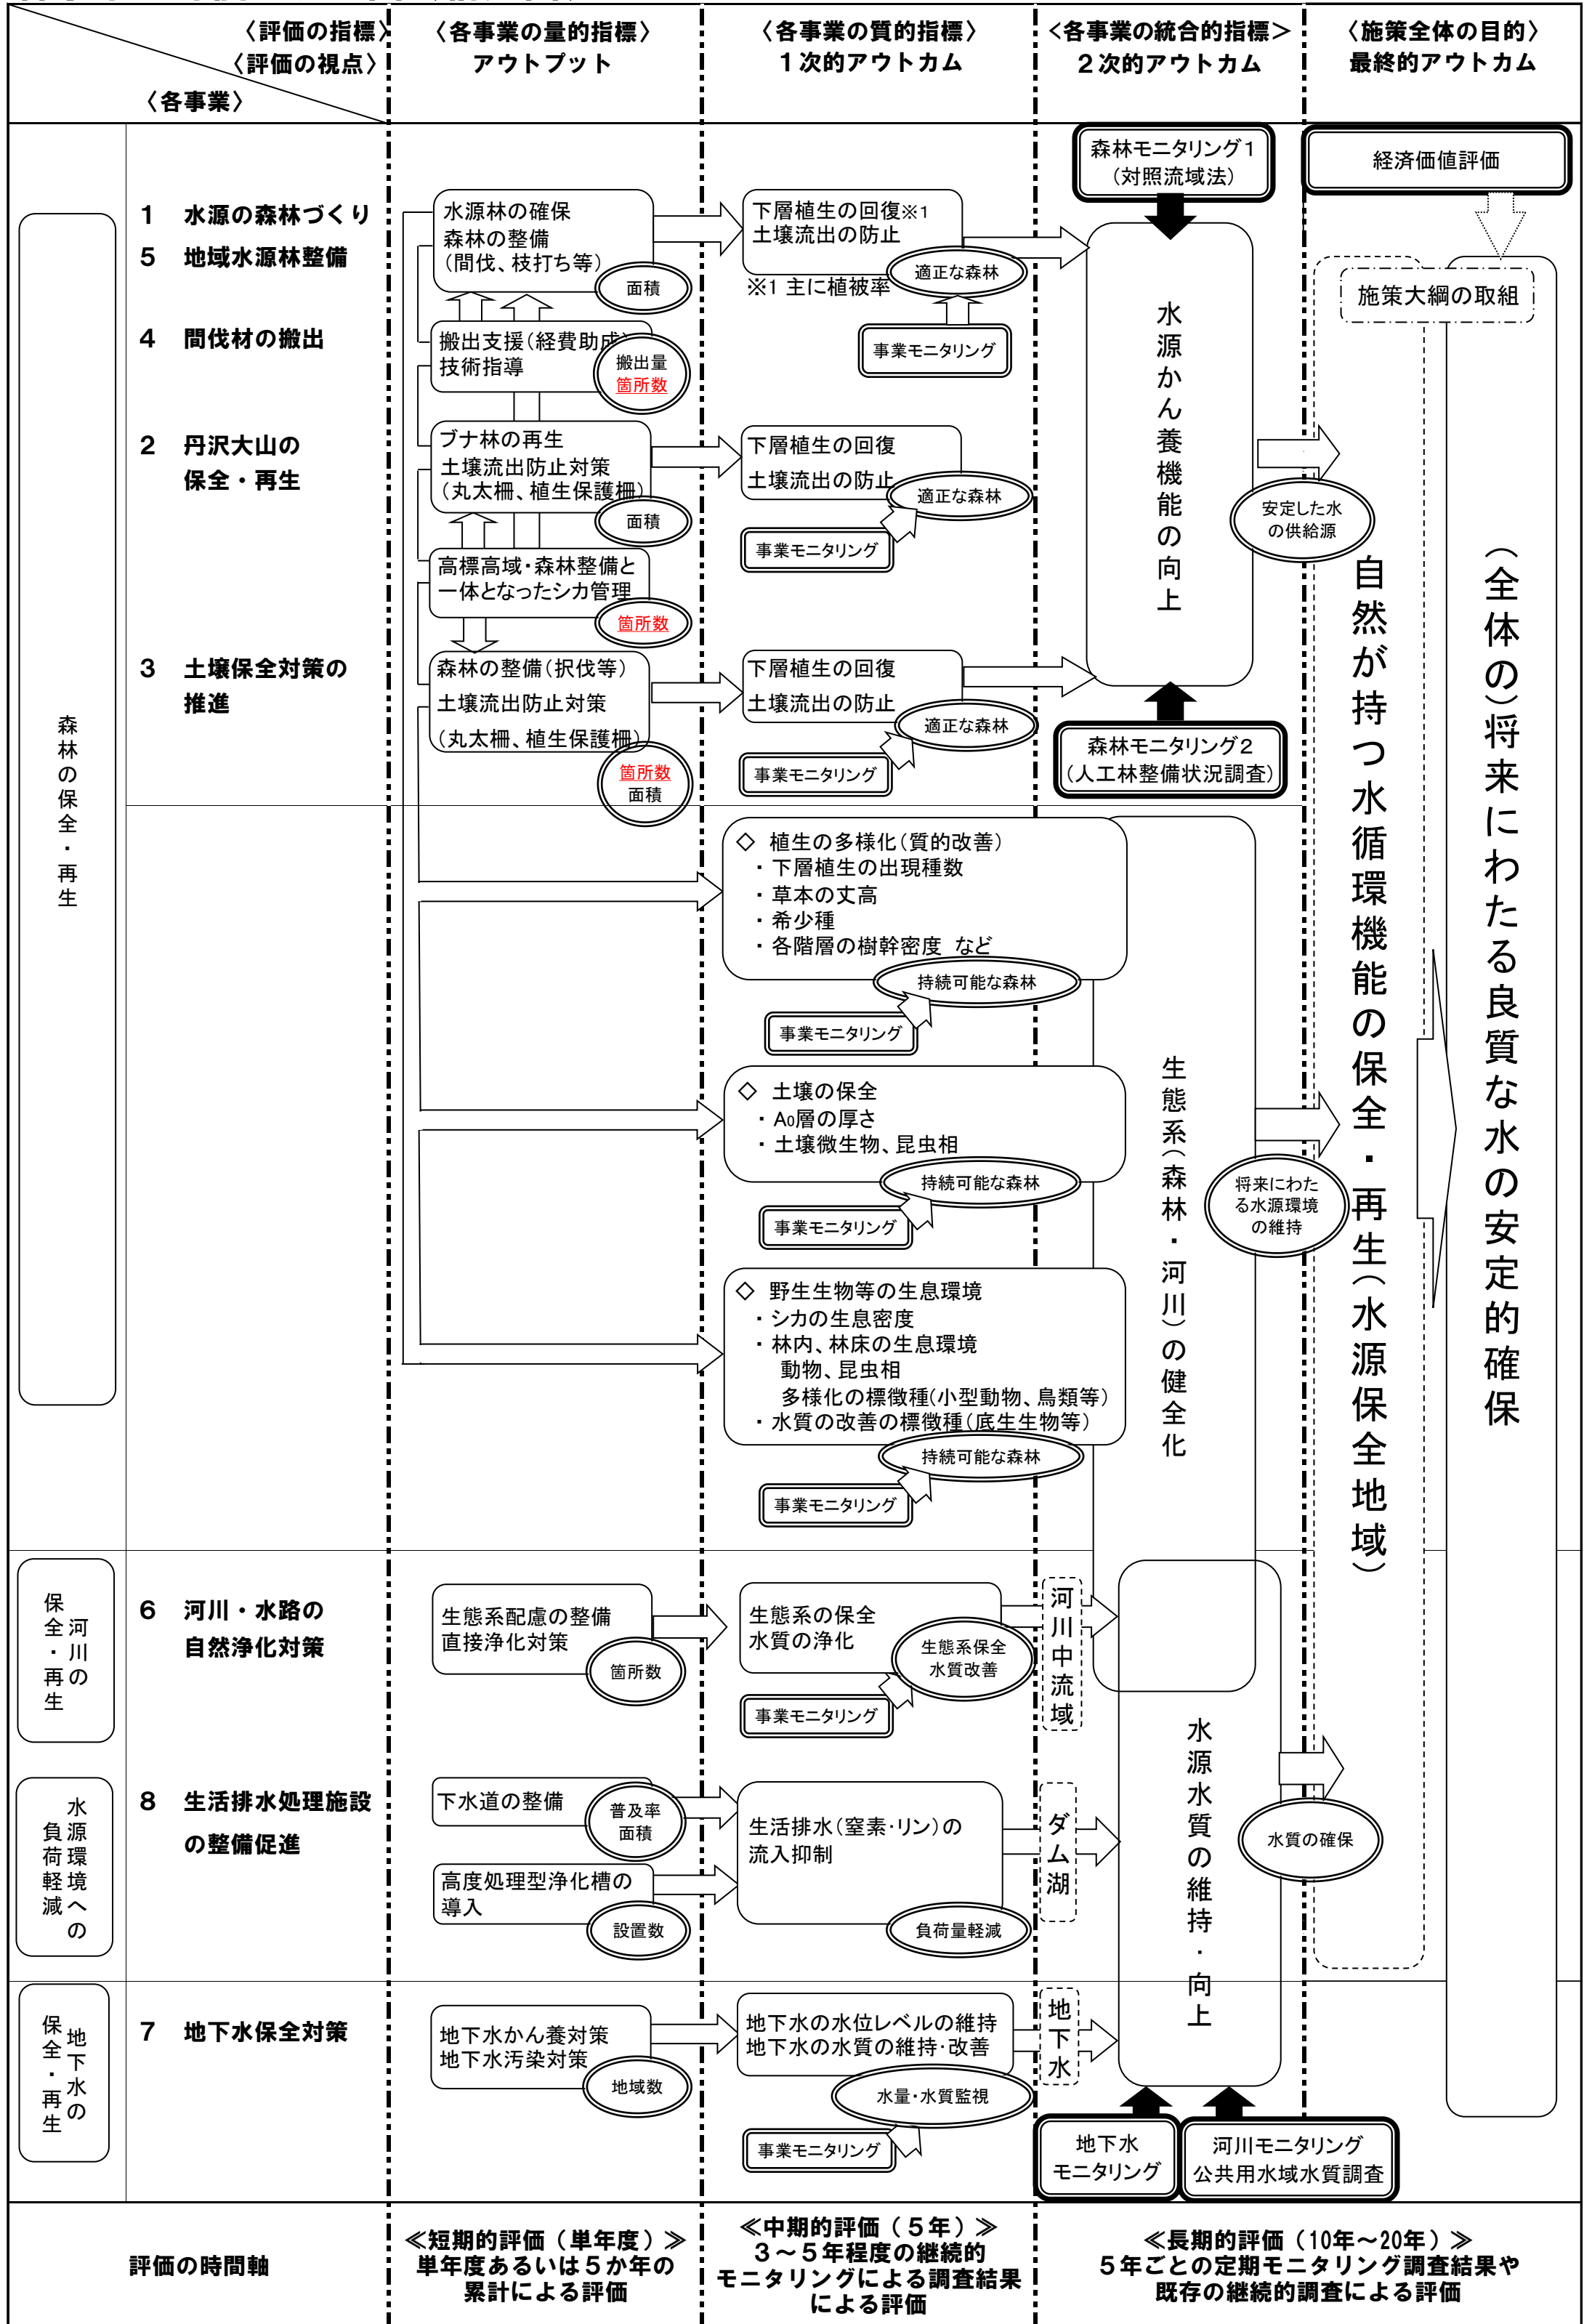 〈評価の指標〉
〈評価の視点〉
〈各事業〉
〈各事業の量的指標〉
アウトプット
〈各事業の質的指標〉
１次的アウトカム
<各事業の統合的指標>
２次的アウトカム
〈施策全体の目的〉
最終的アウトカム
森林の保全・再生
1　水源の森林づくり
5　地域水源林整備
4　間伐材の搬出
2　丹沢大山の
保全・再生
3　土壌保全対策の
推進
水源林の確保
森林の整備
（間伐、枝打ち等）
面積
搬出支援（経費助成）
技術指導
搬出量
箇所数
ブナ林の再生
土壌流出防止対策
（丸太柵、植生保護柵）
面積
高標高域・森林整備と
一体となったシカ管理
箇所数
森林の整備（択伐等）
土壌流出防止対策
（丸太柵、植生保護柵）
箇所数
面積
下層植生の回復※1
土壌流出の防止
適正な森林
※1 主に植被率
事業モニタリング
下層植生の回復
土壌流出の防止
適正な森林
事業モニタリング
下層植生の回復
土壌流出の防止
適正な森林
事業モニタリング
◇　植生の多様化（質的改善）
・下層植生の出現種数
・草本の丈高
・希少種
・各階層の樹幹密度　など
持続可能な森林
事業モニタリング
◇　土壌の保全
・A₀層の厚さ
・土壌微生物、昆虫相
持続可能な森林
事業モニタリング
◇　野生生物等の生息環境
・シカの生息密度
・林内、林床の生息環境
動物、昆虫相
多様化の標徴種（小型動物、鳥類等）
・水質の改善の標徴種（底生生物等）
持続可能な森林
事業モニタリング
森林モニタリング１
（対照流域法）
水源かん養機能の向上
森林モニタリング２
（人工林整備状況調査）
安定した水
の供給源
生態系（森林・河川）の健全化
将来にわた
る水源環境
の維持
経済価値評価
施策大綱の取組
自然が持つ水循環機能の保全・再生（水源保全地域）
（全体の）将来にわたる良質な水の安定的確保
河川の
保全・再生
6　河川・水路の
自然浄化対策
生態系配慮の整備
直接浄化対策
箇所数
生態系の保全
水質の浄化
生態系保全
水質改善
事業モニタリング
河川中流域
水源環境への
負荷軽減
8　生活排水処理施設
の整備促進
下水道の整備
普及率
面積
高度処理型浄化槽の
導入
設置数
生活排水（窒素・リン）の
流入抑制
負荷量軽減
ダム湖
水源水質の維持・向上
水質の確保
地下水の
保全・再生
7　地下水保全対策
地下水かん養対策
地下水汚染対策
地域数
地下水の水位レベルの維持
地下水の水質の維持・改善
水量・水質監視
事業モニタリング
地下水
地下水
モニタリング
河川モニタリング
公共用水域水質調査
評価の時間軸
≪短期的評価（単年度）≫
単年度あるいは５か年の
累計による評価
≪中期的評価（５年）≫
３～５年程度の継続的
モニタリングによる調査結果
による評価
≪長期的評価（10年～20年）≫
５年ごとの定期モニタリング調査結果や
既存の継続的調査による評価